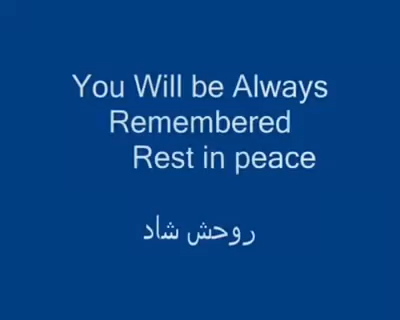 You Will be Always
Remembered
Rest in peace
روحش شاد